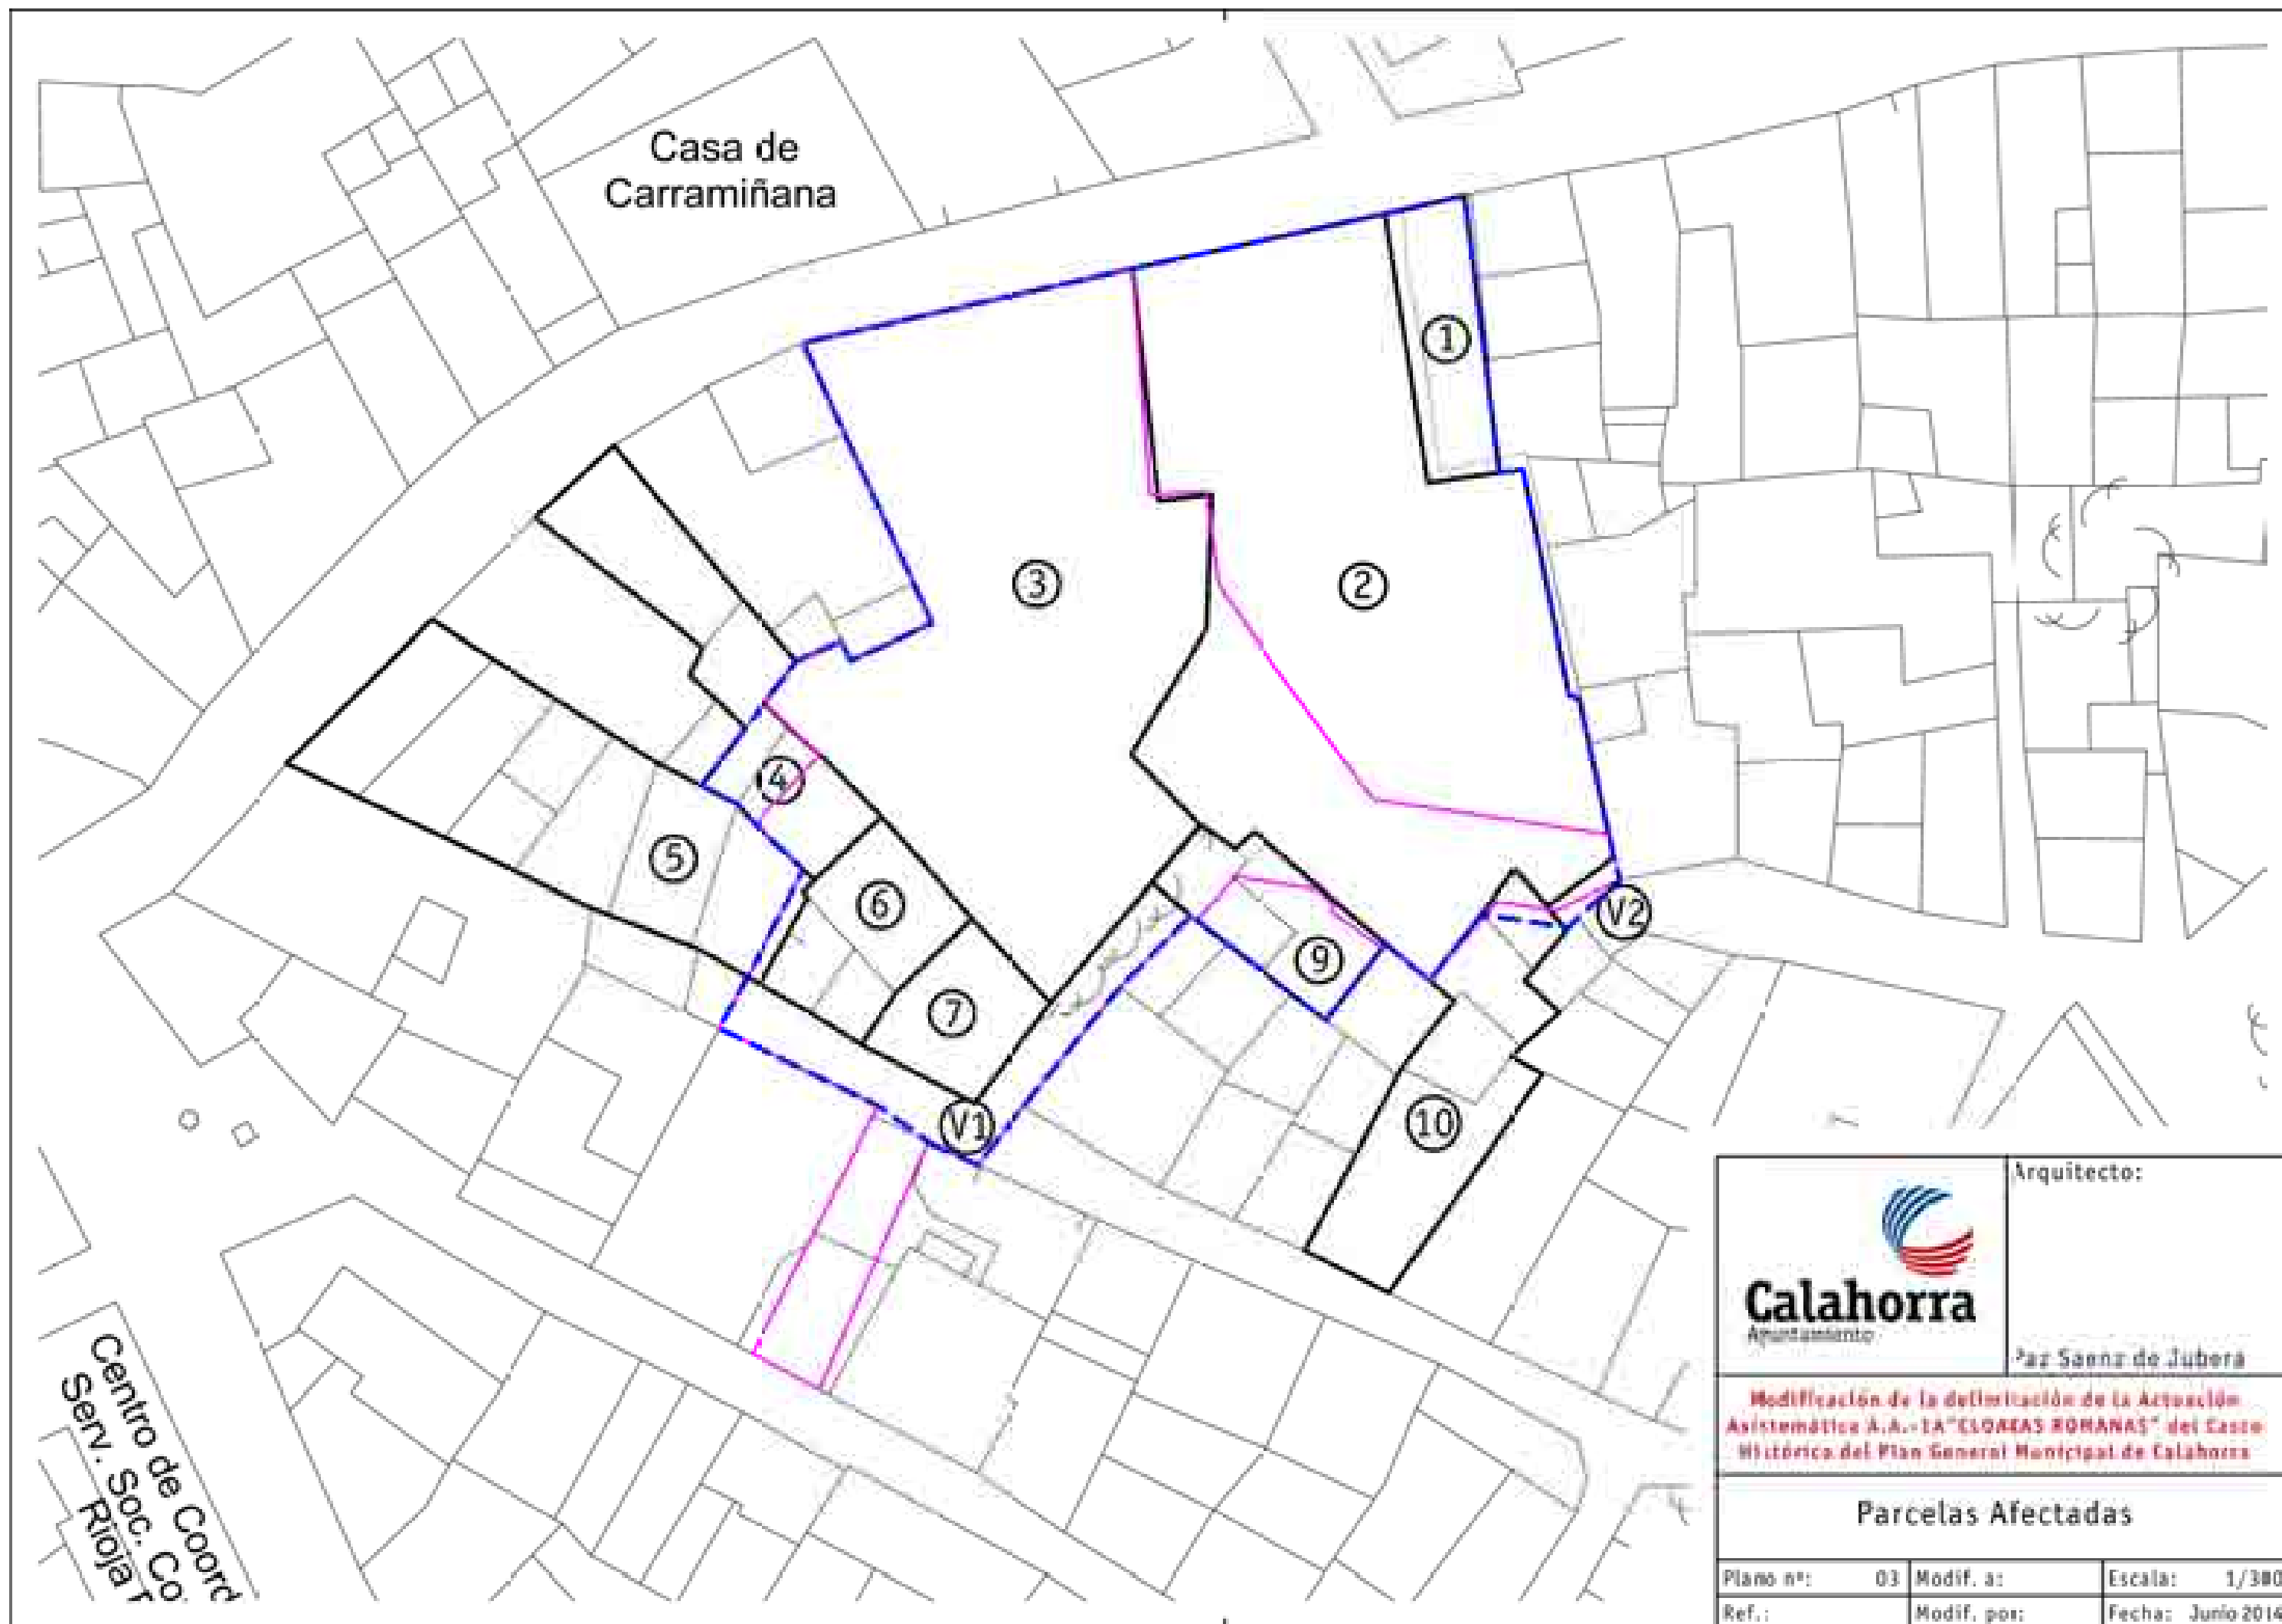 Casa de
Carramiñana
1
3
2
4
5
6
9
V2
7
V1
10
Centro de Coord
Serv. Soc. Co
Rioja
Arquitecto:
Calahorra
Ayuntamiento
Paz Saenz de Jubera
Modificación de la delimitación de la Actuación
Asistemática A.A.-1A "CLOAKAS ROMANAS" del Casco
Histórico del Plan General Municipal de Calahorra
Parcelas Afectadas
Plano nº: 03 Modif. a: Escala: 1/300
Ref.: Modif. por: Fecha: Junio 2016